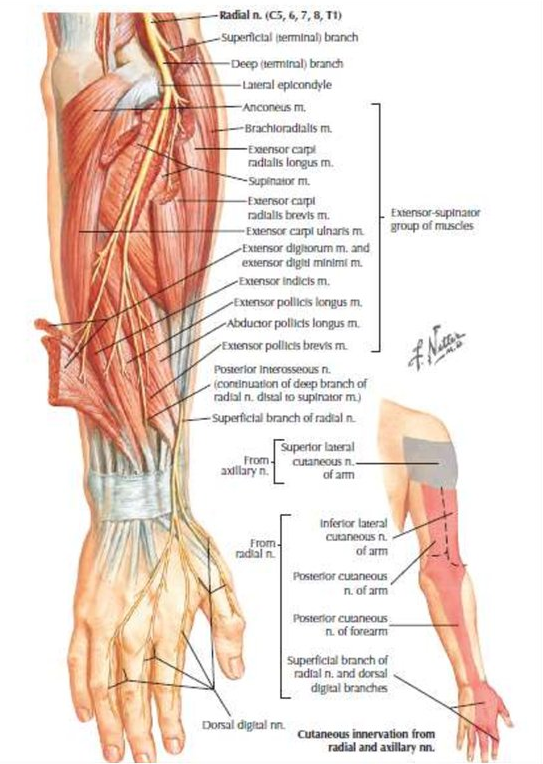 Radial n. (C5, 6, 7, 8, T1)
Superficial (terminal) branch
Deep (terminal) branch
Lateral epicondyle
Anconeus m.
Brachioradialis m.
Extensor carpi
radialis longus m.
Supinator m.
Extensor carpi
radialis brevis m.
Extensor carpi ulnaris m.
Extensor digitorum m. and
extensor digiti minimi m.
Extensor indicis m.
Extensor pollicis longus m.
Abductor pollicis longus m.
Extensor pollicis brevis m.
Extensor-supinator
group of muscles
Posterior interosseous n.
(continuation of deep branch of
radial n. distal to supinator m.)
Superficial branch of radial n.
F. Netter
M.D.
From
axillary n.
Superior lateral
cutaneous n.
of arm
From
radial n.
Inferior lateral
cutaneous n.
of arm
Posterior cutaneous
n. of arm
Posterior cutaneous
n. of forearm
Superficial branch of
radial n. and dorsal
digital branches
Dorsal digital nn.
Cutaneous innervation from
radial and axillary nn.